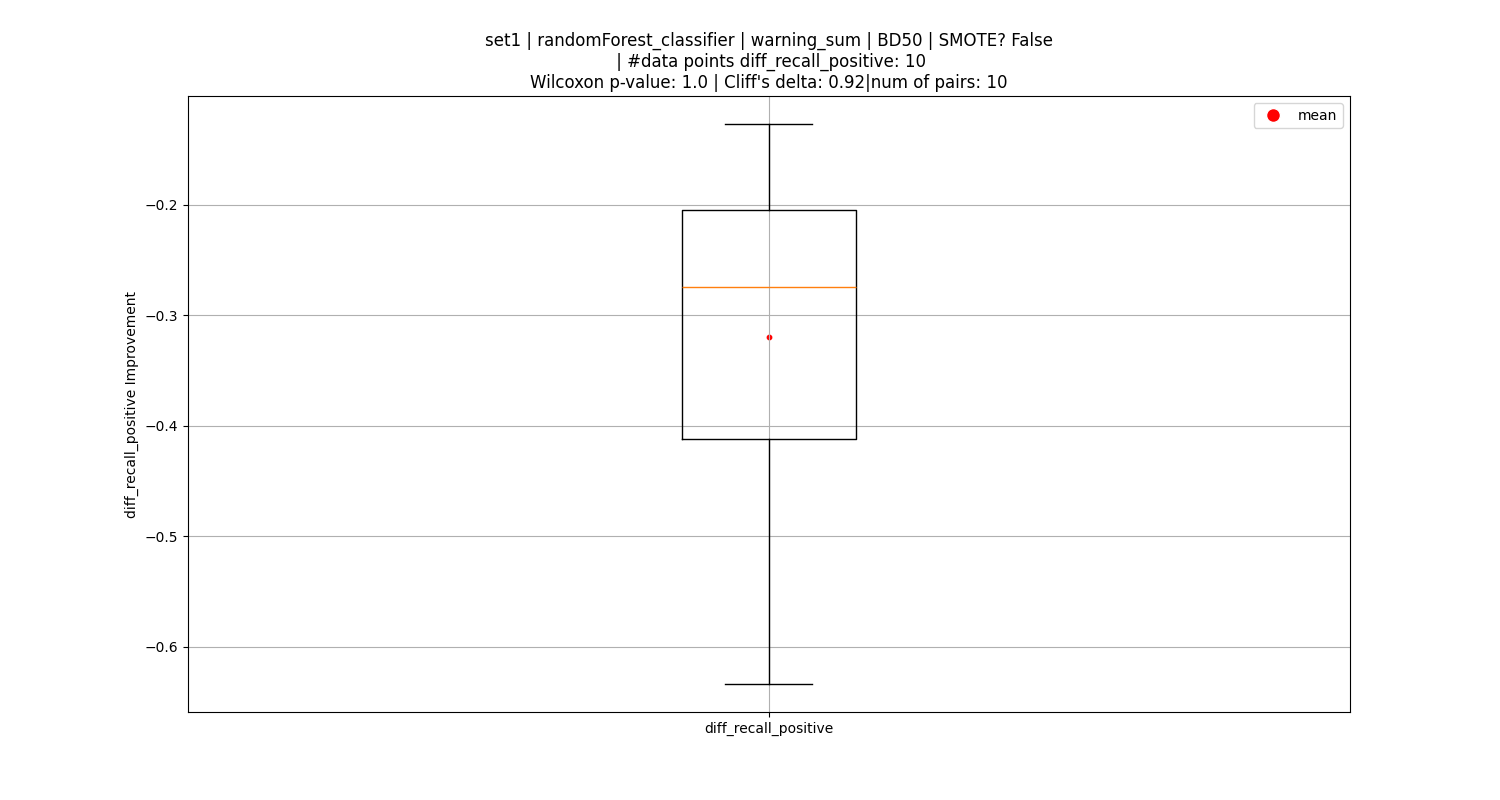 set1 | randomForest_classifier | warning_sum | BD50 | SMOTE? False
| #data points diff_recall_positive: 10
Wilcoxon p-value: 1.0 | Cliff's delta: 0.92|num of pairs: 10
mean
−0.2
−0.3
−0.4
−0.5
−0.6
diff_recall_positive Improvement
diff_recall_positive